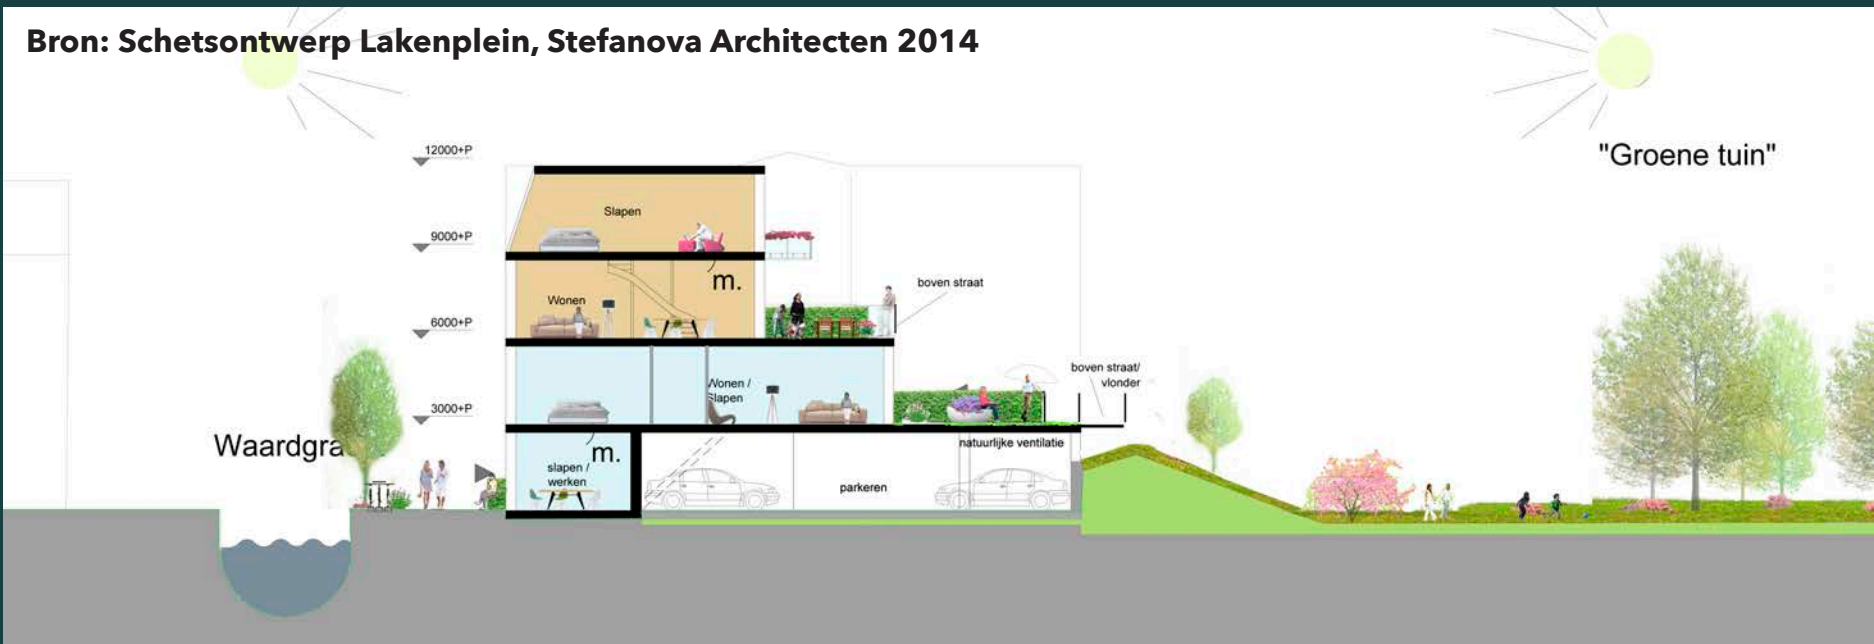 Bron: Schetsontwerp Lakenplein, Stefanova Architecten 2014
"Groene tuin"
12000+P
Slapen
9000+P
m.
boven straat
Wonen
6000+P
boven straat/
vlonder
Wonen /
Slapen
3000+P
Waardgra
m.
natuurlijke ventilatie
slapen /
werken
parkeren